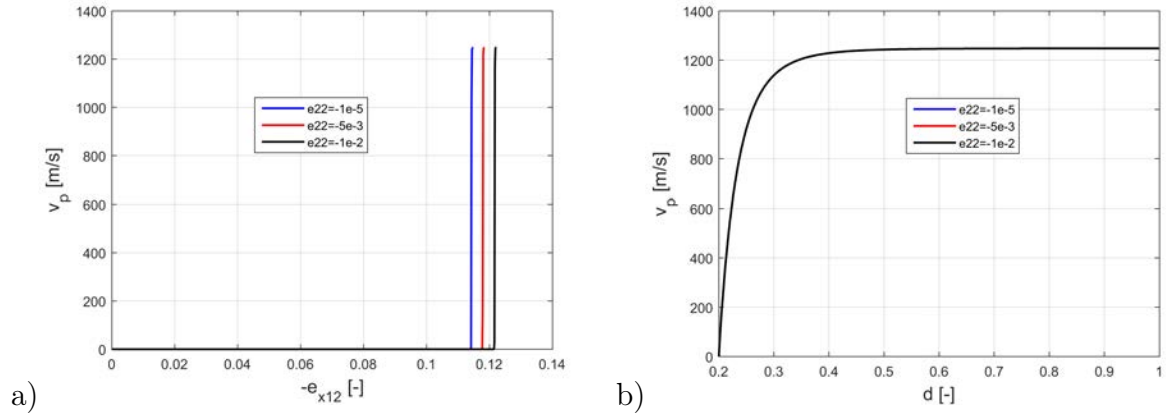 1400
1200
1000
800
600
400
200
0
v_p [m/s]
e22=-1e-5
e22=-5e-3
e22=-1e-2
0 0.02 0.04 0.06 0.08 0.1 0.12 0.14
-e_x12 [-]
a)
1400
1200
1000
800
600
400
200
0
v_p [m/s]
e22=-1e-5
e22=-5e-3
e22=-1e-2
0.2 0.3 0.4 0.5 0.6 0.7 0.8 0.9 1
d [-]
b)